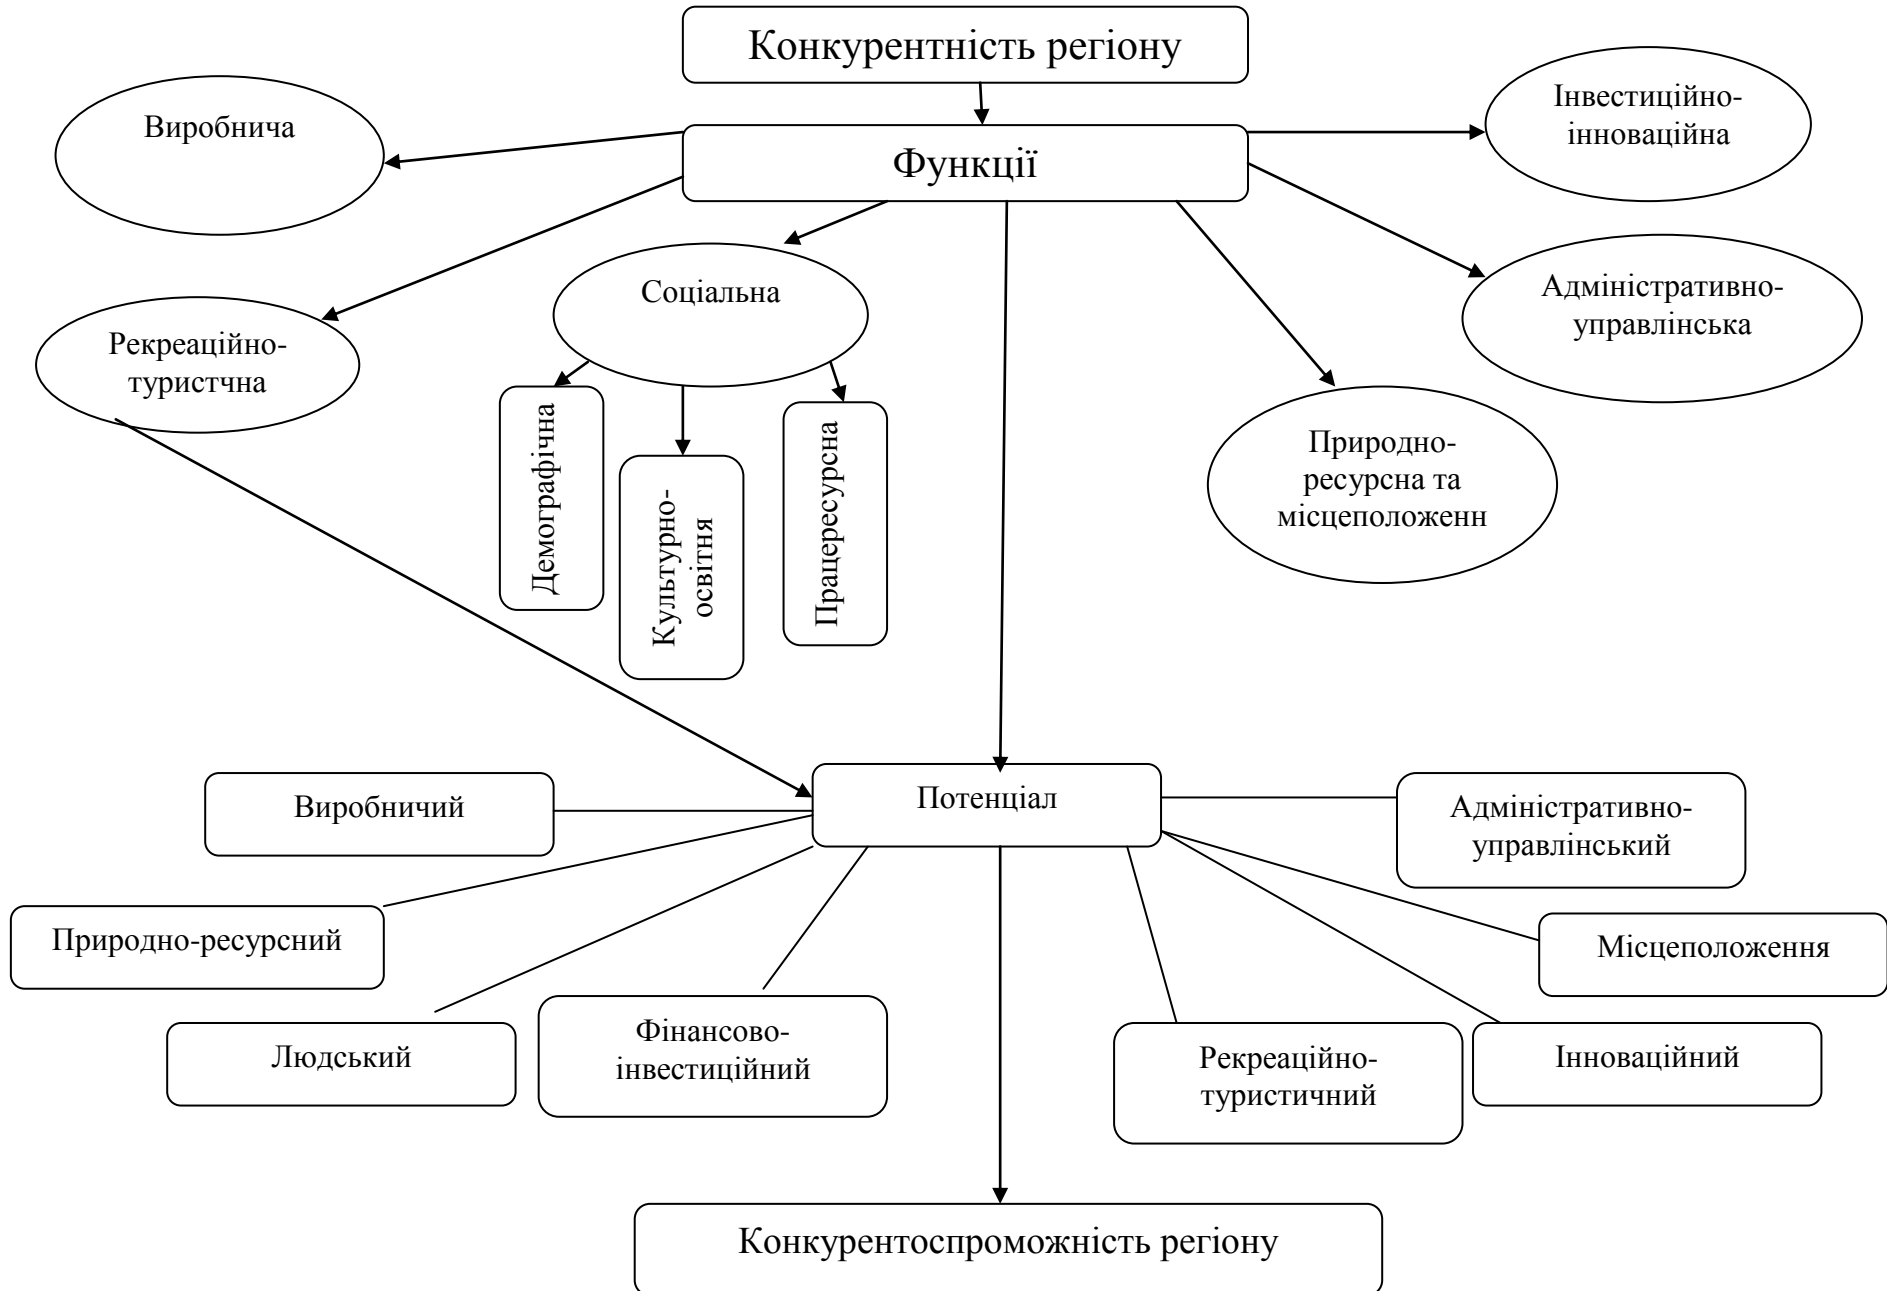 Конкурентність регіону
Виробнича
Інвестиційно-
інноваційна
Функції
Рекреаційно-
туристчна
Соціальна
Адміністративно-
управлінська
Демографічна
Культурно-
освітня
Працересурсна
Природно-
ресурсна та
місцеположенн
Виробничий
Потенціал
Адміністративно-
управлінський
Природно-ресурсний
Місцеположення
Людський
Фінансово-
інвестиційний
Рекреаційно-
туристичний
Інноваційний
Конкурентоспроможність регіону